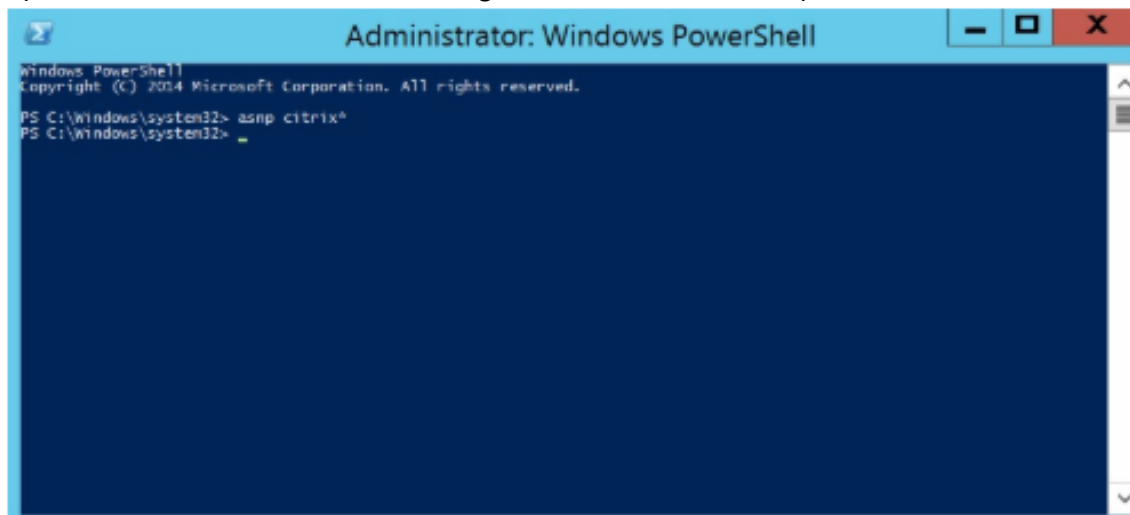 Administrator: Windows PowerShell
Windows PowerShell
Copyright (C) 2014 Microsoft Corporation. All rights reserved.
PS C:\Windows\system32> asnp citrix*
PS C:\Windows\system32> _